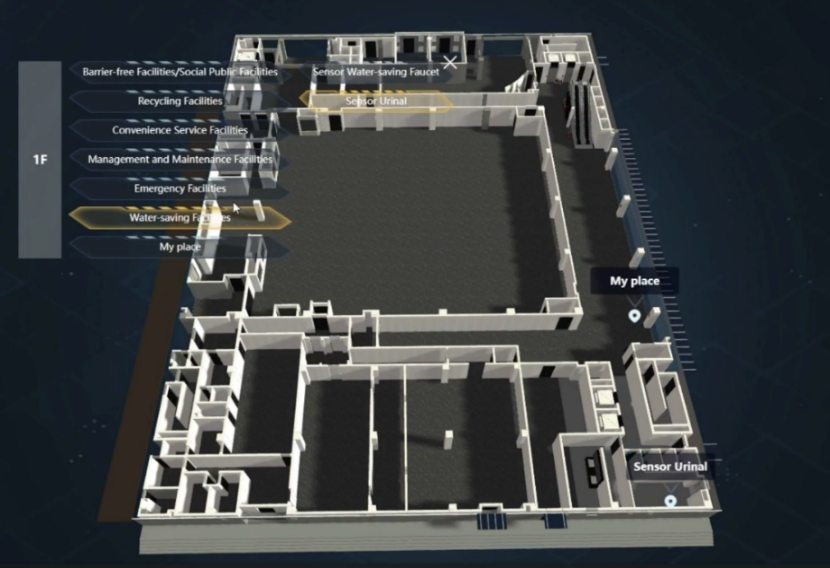 1F
Barrier-free Facilities/Social Public Facilities
Recycling Facilities
Convenience Service Facilities
Management and Maintenance Facilities
Emergency Facilities
Water-saving Facilities
My place
Sensor Water-saving Faucet
Sensor Urinal
My place
Sensor Urinal